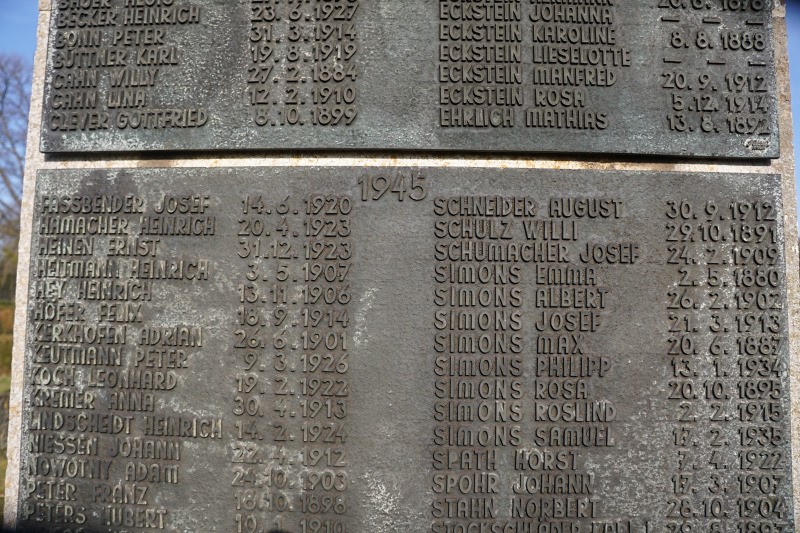 BECKER HEINRICH 23. 6. 1927
BONN PETER 31. 3. 1914
BÜTTNER KARL 19. 8. 1919
CAHN WILLY 27. 2. 1884
CAHN LINA 12. 2. 1910
CLEVER GOTTFRIED 8. 10. 1899
ECKSTEIN JOHANNA — — —
ECKSTEIN KAROLINE 8. 8. 1888
ECKSTEIN LIESELOTTE — — —
ECKSTEIN MANFRED 20. 9. 1912
ECKSTEIN ROSA 5. 12. 1914
EHRLICH MATHIAS 13. 8. 1892
1945
FASSBENDER JOSEF 14. 6. 1920
HAMACHER HEINRICH 20. 4. 1923
HEINEN ERNST 31. 12. 1923
HEITMANN HEINRICH 3. 5. 1907
HEY HEINRICH 13. 11. 1906
HÖFER FELIX 18. 9. 1914
KERKHOFEN ADRIAN 26. 6. 1901
KEUTMANN PETER 9. 3. 1926
KOCH LEONHARD 19. 2. 1922
KREMER ANNA 30. 4. 1913
LINDSCHEIDT HEINRICH 14. 2. 1924
NIESSEN JOHANN 22. 4. 1912
NOWOTNY ADAM 24. 10. 1903
PETER FRANZ 18. 10. 1898
PETERS HUBERT 10. 1. 1910
SCHNEIDER AUGUST 30. 9. 1912
SCHULZ WILLI 29. 10. 1891
SCHUMACHER JOSEF 24. 2. 1909
SIMONS EMMA 2. 5. 1880
SIMONS ALBERT 26. 2. 1902
SIMONS JOSEF 21. 3. 1913
SIMONS MAX 20. 6. 1887
SIMONS PHILIPP 13. 1. 1934
SIMONS ROSA 20. 10. 1895
SIMONS ROSLIND 2. 2. 1915
SIMONS SAMUEL 17. 2. 1935
SPATH HORST 7. 4. 1922
SPOHR JOHANN 17. 3. 1907
STAHN NORBERT 26. 10. 1904